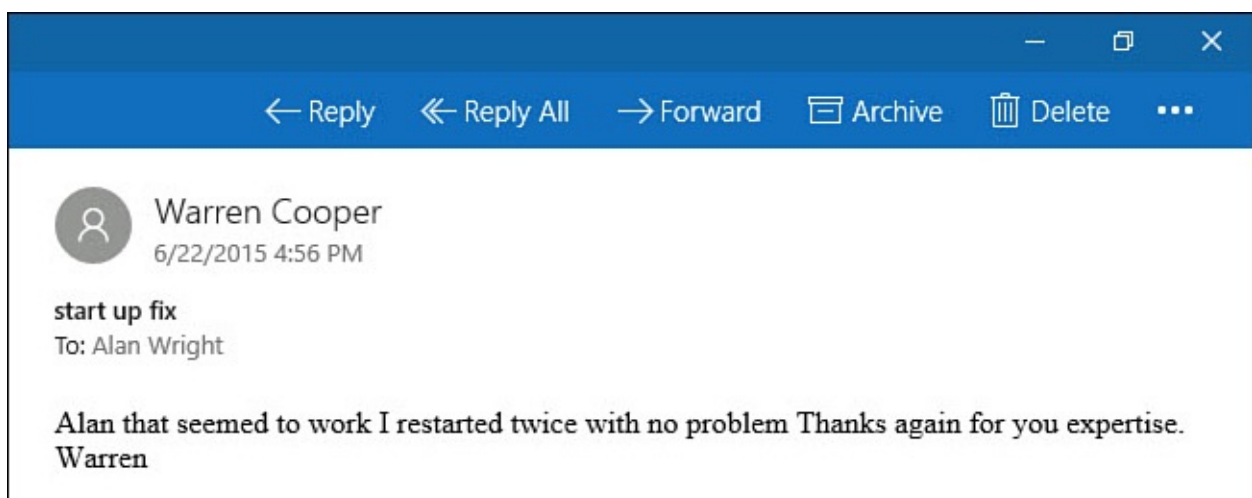 Reply Reply All Forward Archive Delete
Warren Cooper
6/22/2015 4:56 PM
start up fix
To: Alan Wright
Alan that seemed to work I restarted twice with no problem Thanks again for you expertise.
Warren